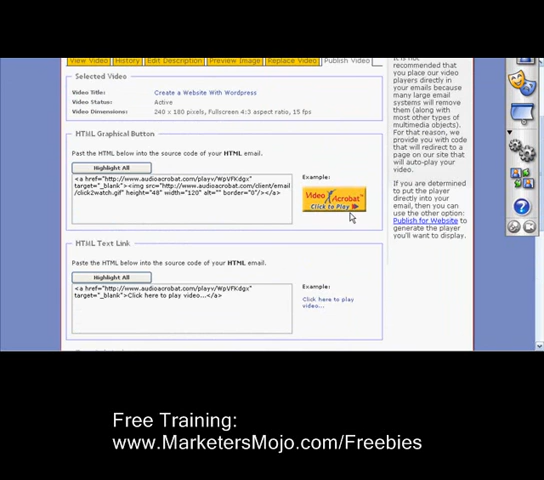 View Video | History | Edit Description | Preview Image | Replace Video | Publish Video
Selected Video
Video Title: Create a Website With Wordpress
Video Status: Active
Video Dimensions: 240 x 180 pixels, Fullscreen 4:3 aspect ratio, 15 fps
HTML Graphical Button
Past the HTML below into the source code of your HTML email.
Highlight All
<a href="http://www.audioacrobat.com/playv/WpVFKdgx"
target="_blank"><img src="http://www.audioacrobat.com/client/email
/click2watch.gif" height="48" width="120" alt="" border="0"/></a>
Example:
Video Acrobat™
Click to Play
HTML Text Link
Paste the HTML below into the source code of your HTML email.
Highlight All
<a href="http://www.audioacrobat.com/playv/WpVFKdgx"
target="_blank">Click here to play video...</a>
Example:
Click here to play
video...
It is not
recommended that
you place our video
players directly in
your emails because
many large email
systems will remove
them (along with
most other types of
multimedia objects).
For that reason, we
provide you with code
that will redirect to a
page on our site that
will auto-play your
video.
If you are determined
to put the player
directly into your
email, then you can
use the other option:
Publish for Website to
generate the player
you'll want to display.
Free Training:
www.MarketersMojo.com/Freebies